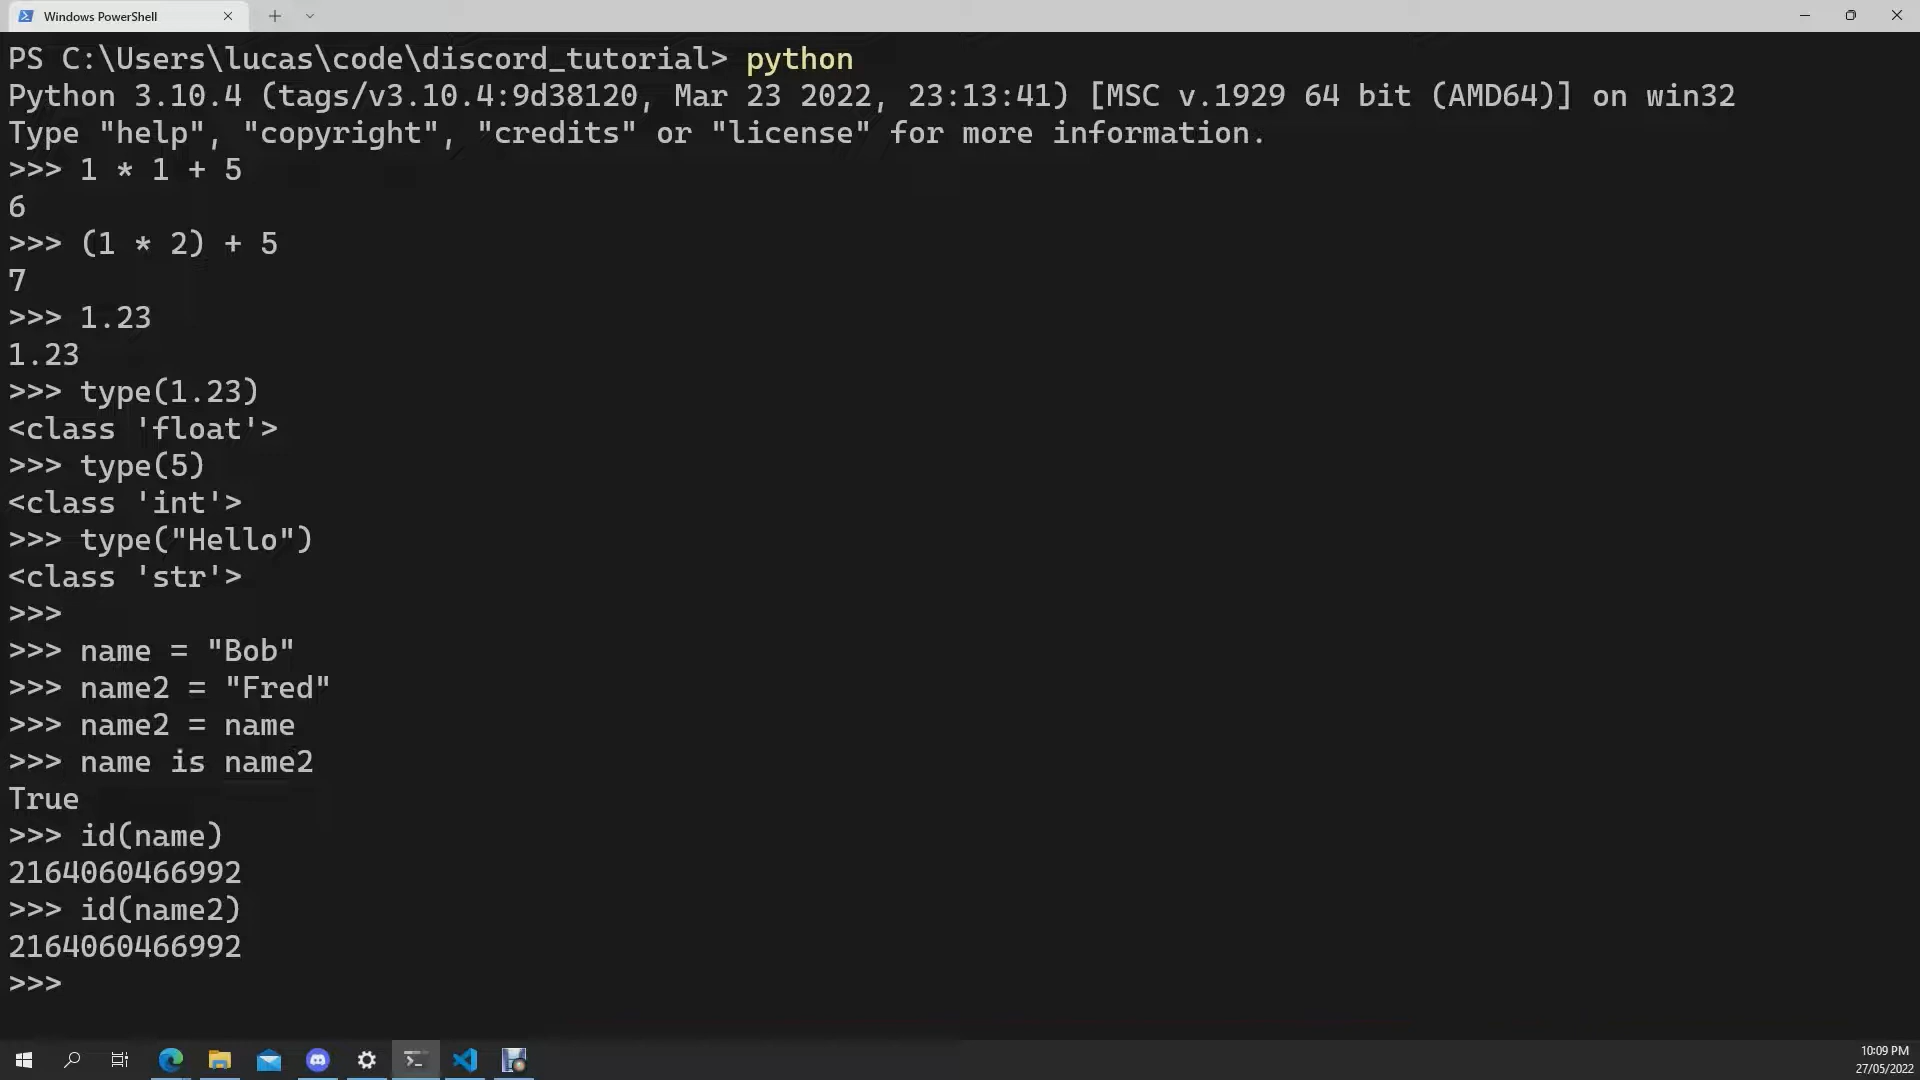 Windows PowerShell
PS C:\Users\lucas\code\discord_tutorial> python
Python 3.10.4 (tags/v3.10.4:9d38120, Mar 23 2022, 23:13:41) [MSC v.1929 64 bit (AMD64)] on win32
Type "help", "copyright", "credits" or "license" for more information.
>>> 1 * 1 + 5
6
>>> (1 * 2) + 5
7
>>> 1.23
1.23
>>> type(1.23)
<class 'float'>
>>> type(5)
<class 'int'>
>>> type("Hello")
<class 'str'>
>>>
>>> name = "Bob"
>>> name2 = "Fred"
>>> name2 = name
>>> name is name2
True
>>> id(name)
2164060466992
>>> id(name2)
2164060466992
>>>
10:09 PM
27/05/2022